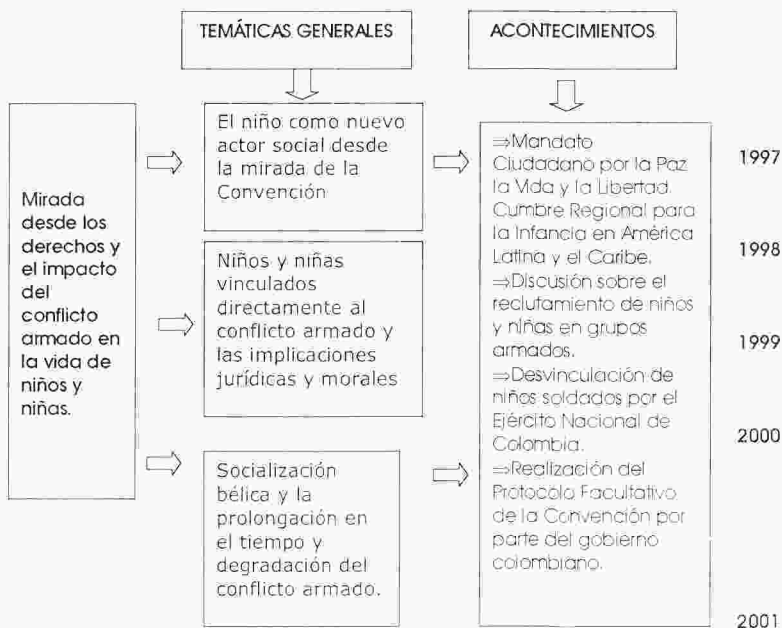 TEMÁTICAS GENERALES
ACONTECIMIENTOS
Mirada
desde los
derechos y
el impacto
del
conflicto
armado en
la vida de
niños y
niñas.
El niño como nuevo
actor social desde
la mirada de la
Convención
Niños y niñas
vinculados
directamente al
conflicto armado y
las implicaciones
jurídicas y morales
Socialización
bélica y la
prolongación en
el tiempo y
degradación del
conflicto armado.
⇒Mandato
Ciudadano por la Paz
la Vida y la Libertad.
Cumbre Regional para
la Infancia en América
Latina y el Caribe.
⇒Discusión sobre el
reclutamiento de niños
y niñas en grupos
armados.
⇒Desvinculación de
niños soldados por el
Ejército Nacional de
Colombia.
⇒Realización del
Protocolo Facultativo
de la Convención por
parte del gobierno
colombiano.
1997
1998
1999
2000
2001